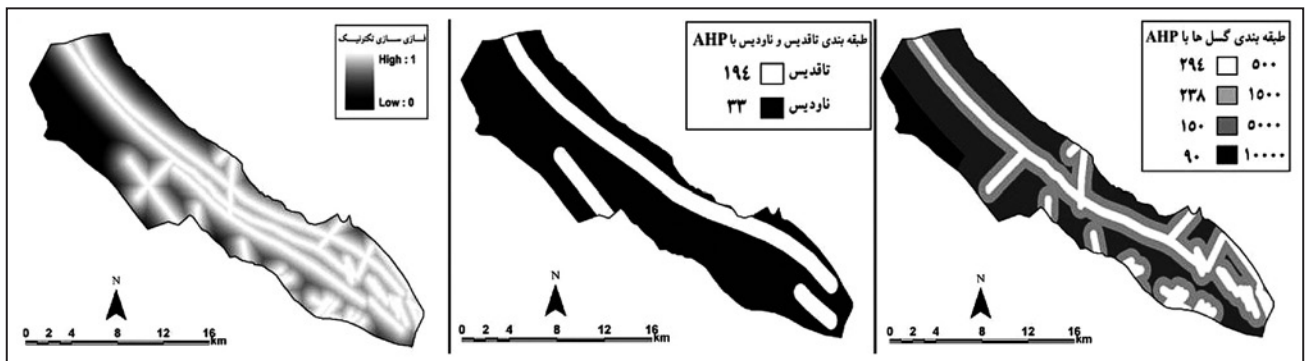 فازی سازی تکتونیک
High : 1
Low : 0
N
0 2 4 8 12 16
km
طبقه بندی تاقدیس و ناودیس با AHP
۱۹٤ تاقدیس
۳۳ ناودیس
N
0 2 4 8 12 16
km
طبقه بندی گسل ها با AHP
۲۹٤ ۵۰۰
۲۳۸ ۱۵۰۰
۱۵۰ ۵۰۰۰
۹۰ ۱۰۰۰۰
N
0 2 4 8 12 16
km